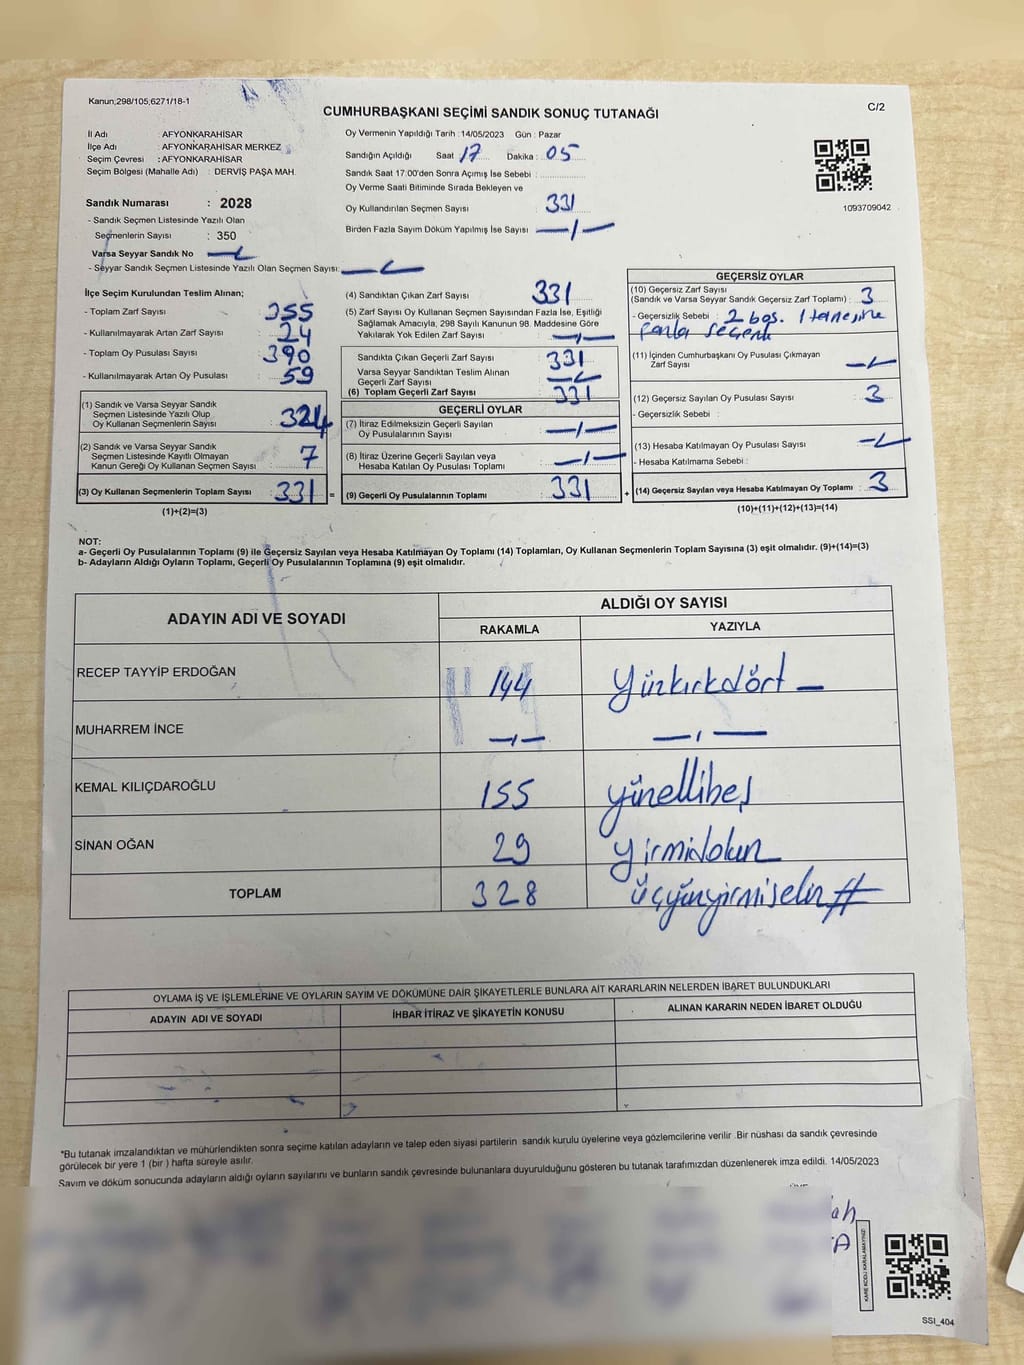 Kanun;298/105;6271/18-1
CUMHURBAŞKANI SEÇİMİ SANDIK SONUÇ TUTANAĞI
C/2
İl Adı : AFYONKARAHİSAR
İlçe Adı : AFYONKARAHİSAR MERKEZ
Seçim Çevresi : AFYONKARAHİSAR
Seçim Bölgesi (Mahalle Adı) : DERVİŞ PAŞA MAH.
Sandık Numarası : 2028
- Sandık Seçmen Listesinde Yazılı Olan
Seçmenlerin Sayısı : 350
Varsa Seyyar Sandık No
- Seyyar Sandık Seçmen Listesinde Yazılı Olan Seçmen Sayısı:
Oy Vermenin Yapıldığı Tarih : 14/05/2023 Gün : Pazar
Sandığın Açıldığı Saat 17 Dakika : 05
Sandık Saat 17:00'den Sonra Açımış İse Sebebi :
Oy Verme Saati Bitiminde Sırada Bekleyen ve
Oy Kullandırılan Seçmen Sayısı 331
Birden Fazla Sayım Döküm Yapılmış İse Sayısı —/—
1093709042
İlçe Seçim Kurulundan Teslim Alınan;
- Toplam Zarf Sayısı : 355
- Kullanılmayarak Artan Zarf Sayısı : 24
- Toplam Oy Pusulası Sayısı : 390
- Kullanılmayarak Artan Oy Pusulası : 59
(1) Sandık ve Varsa Seyyar Sandık
Seçmen Listesinde Yazılı Olup
Oy Kullanan Seçmenlerin Sayısı : 324
(2) Sandık ve Varsa Seyyar Sandık
Seçmen Listesinde Kayıtlı Olmayan
Kanun Gereği Oy Kullanan Seçmen Sayısı : 7
(3) Oy Kullanan Seçmenlerin Toplam Sayısı : 331 =
(1)+(2)=(3)
(4) Sandıktan Çıkan Zarf Sayısı 331
(5) Zarf Sayısı Oy Kullanan Seçmen Sayısından Fazla İse, Eşitliği
Sağlamak Amacıyla, 298 Sayılı Kanunun 98. Maddesine Göre
Yakılarak Yok Edilen Zarf Sayısı : —/—
Sandıkta Çıkan Geçerli Zarf Sayısı : 331
Varsa Seyyar Sandıktan Teslim Alınan
Geçerli Zarf Sayısı
(6) Toplam Geçerli Zarf Sayısı : 331
GEÇERLİ OYLAR
(7) İtiraz Edilmeksizin Geçerli Sayılan
Oy Pusulalarının Sayısı : —/—
(8) İtiraz Üzerine Geçerli Sayılan veya
Hesaba Katılan Oy Pusulası Toplamı : —/—
(9) Geçerli Oy Pusulalarının Toplamı : 331 +
GEÇERSİZ OYLAR
(10) Geçersiz Zarf Sayısı
(Sandık ve Varsa Seyyar Sandık Geçersiz Zarf Toplamı) : 3
- Geçersizlik Sebebi : 2 boş. 1 tanesine
fazla
(11) İçinden Cumhurbaşkanı Oy Pusulası Çıkmayan
Zarf Sayısı
(12) Geçersiz Sayılan Oy Pusulası Sayısı : 3
- Geçersizlik Sebebi :
(13) Hesaba Katılmayan Oy Pusulası Sayısı
- Hesaba Katılmama Sebebi :
(14) Geçersiz Sayılan veya Hesaba Katılmayan Oy Toplamı : 3
(10)+(11)+(12)+(13)=(14)
NOT:
a- Geçerli Oy Pusulalarının Toplamı (9) ile Geçersiz Sayılan veya Hesaba Katılmayan Oy Toplamı (14) Toplamları, Oy Kullanan Seçmenlerin Toplam Sayısına (3) eşit olmalıdır. (9)+(14)=(3)
b- Adayların Aldığı Oyların Toplamı, Geçerli Oy Pusulalarının Toplamına (9) eşit olmalıdır.
ADAYIN ADI VE SOYADI ALDIĞI OY SAYISI
RAKAMLA YAZIYLA
RECEP TAYYİP ERDOĞAN 144 Yüzkırkdört —
MUHARREM İNCE —/— —/—
KEMAL KILIÇDAROĞLU 155 yüzellibeş
SİNAN OĞAN 29 yirmidokuz
TOPLAM 328 üçyüzyirmisekiz //
OYLAMA İŞ VE İŞLEMLERİNE VE OYLARIN SAYIM VE DÖKÜMÜNE DAİR ŞİKAYETLERLE BUNLARA AİT KARARLARIN NELERDEN İBARET BULUNDUKLARI
ADAYIN ADI VE SOYADI İHBAR İTİRAZ VE ŞİKAYETİN KONUSU ALINAN KARARIN NEDEN İBARET OLDUĞU
*Bu tutanak imzalandıktan ve mühürlendikten sonra seçime katılan adayların ve talep eden siyasi partilerin sandık kurulu üyelerine veya gözlemcilerine verilir .Bir nüshası da sandık çevresinde
görülecek bir yere 1 (bir ) hafta süreyle asılır.
Sayım ve döküm sonucunda adayların aldığı oyların sayılarını ve bunların sandık çevresinde bulunanlara duyurulduğunu gösteren bu tutanak tarafımızdan düzenlenerek imza edildi. 14/05/2023
KARE KODU KARALAMAYINIZ!
SSI_404